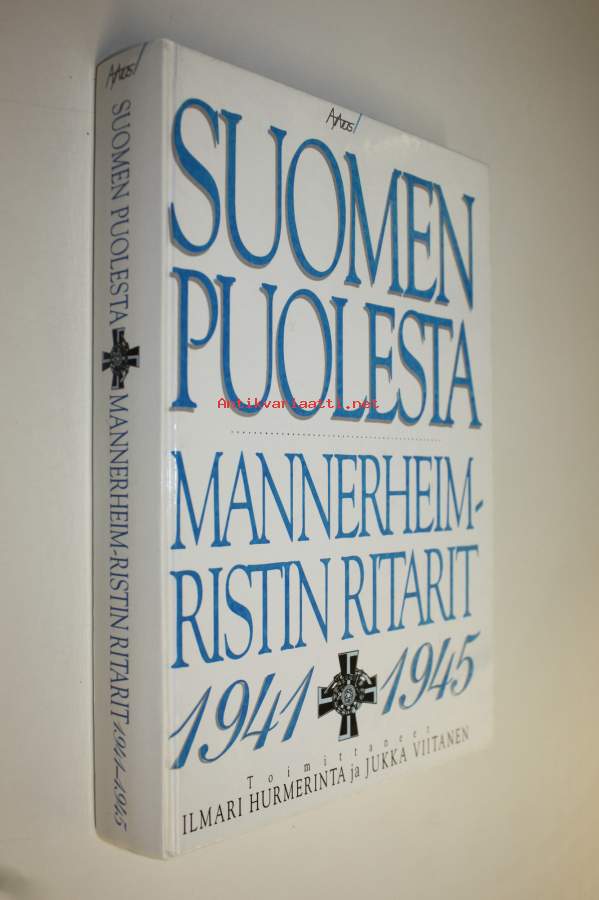 Ajatus
SUOMEN PUOLESTA MANNERHEIM-RISTIN RITARIT 1941-1945
Ajatus
SUOMEN
PUOLESTA
Antikvariaatti.net
MANNERHEIM-
RISTIN RITARIT
1941 1945
Toimittaneet
ILMARI HURMERINTA ja JUKKA VIITANEN